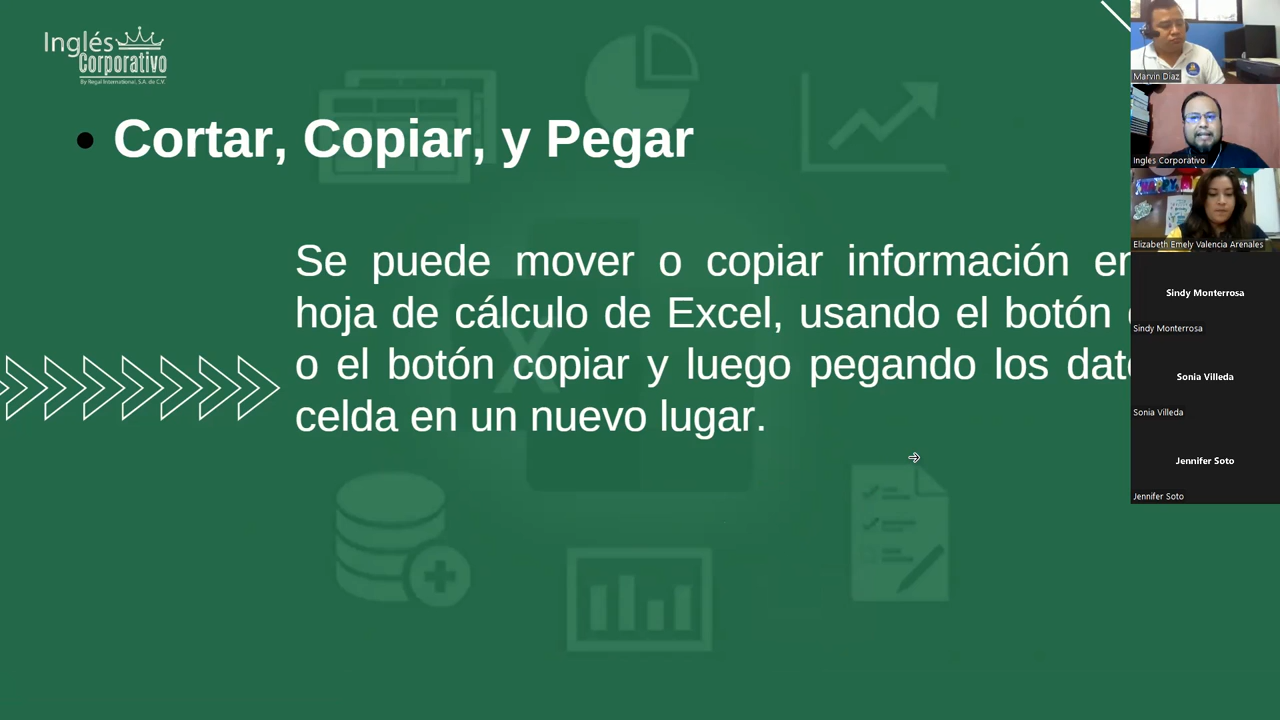 Inglés
Corporativo
By Regal International, S.A. de C.V.
• Cortar, Copiar, y Pegar
Se puede mover o copiar información en
hoja de cálculo de Excel, usando el botón
o el botón copiar y luego pegando los
celda en un nuevo lugar.
Marvin Díaz
Ingles Corporativo
Elizabeth Emely Valencia Arenales
Sindy Monterrosa
Sindy Monterrosa
Sonia Villeda
Sonia Villeda
Jennifer Soto
Jennifer Soto